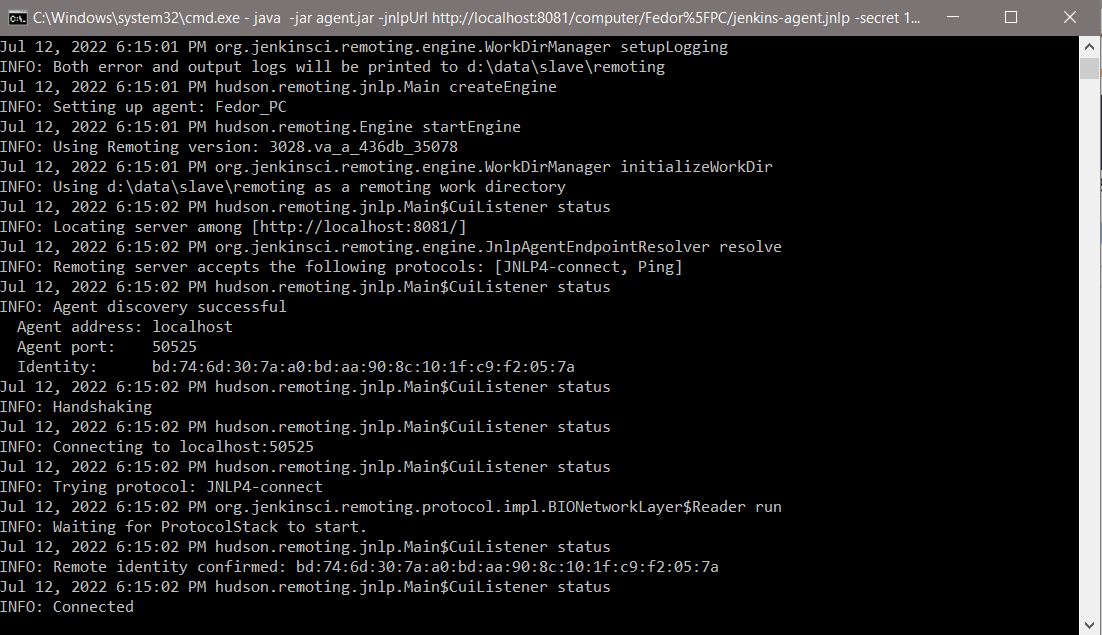 C:\Windows\system32\cmd.exe - java -jar agent.jar -jnlpUrl http://localhost:8081/computer/Fedor%5FPC/jenkins-agent.jnlp -secret 1...
Jul 12, 2022 6:15:01 PM org.jenkinsci.remoting.engine.WorkDirManager setupLogging
INFO: Both error and output logs will be printed to d:\data\slave\remoting
Jul 12, 2022 6:15:01 PM hudson.remoting.jnlp.Main createEngine
INFO: Setting up agent: Fedor_PC
Jul 12, 2022 6:15:01 PM hudson.remoting.Engine startEngine
INFO: Using Remoting version: 3028.va_a_436db_35078
Jul 12, 2022 6:15:01 PM org.jenkinsci.remoting.engine.WorkDirManager initializeWorkDir
INFO: Using d:\data\slave\remoting as a remoting work directory
Jul 12, 2022 6:15:02 PM hudson.remoting.jnlp.Main$CuiListener status
INFO: Locating server among [http://localhost:8081/]
Jul 12, 2022 6:15:02 PM org.jenkinsci.remoting.engine.JnlpAgentEndpointResolver resolve
INFO: Remoting server accepts the following protocols: [JNLP4-connect, Ping]
Jul 12, 2022 6:15:02 PM hudson.remoting.jnlp.Main$CuiListener status
INFO: Agent discovery successful
  Agent address: localhost
  Agent port:    50525
  Identity:      bd:74:6d:30:7a:a0:bd:aa:90:8c:10:1f:c9:f2:05:7a
Jul 12, 2022 6:15:02 PM hudson.remoting.jnlp.Main$CuiListener status
INFO: Handshaking
Jul 12, 2022 6:15:02 PM hudson.remoting.jnlp.Main$CuiListener status
INFO: Connecting to localhost:50525
Jul 12, 2022 6:15:02 PM hudson.remoting.jnlp.Main$CuiListener status
INFO: Trying protocol: JNLP4-connect
Jul 12, 2022 6:15:02 PM org.jenkinsci.remoting.protocol.impl.BIONetworkLayer$Reader run
INFO: Waiting for ProtocolStack to start.
Jul 12, 2022 6:15:02 PM hudson.remoting.jnlp.Main$CuiListener status
INFO: Remote identity confirmed: bd:74:6d:30:7a:a0:bd:aa:90:8c:10:1f:c9:f2:05:7a
Jul 12, 2022 6:15:02 PM hudson.remoting.jnlp.Main$CuiListener status
INFO: Connected